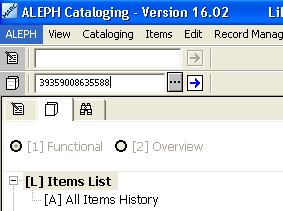 ALEPH Cataloging - Version 16.02 Li
ALEPH View Cataloging Items Edit Record Manag
39359008635588
[1] Functional [2] Overview
[L] Items List
[A] All Items History